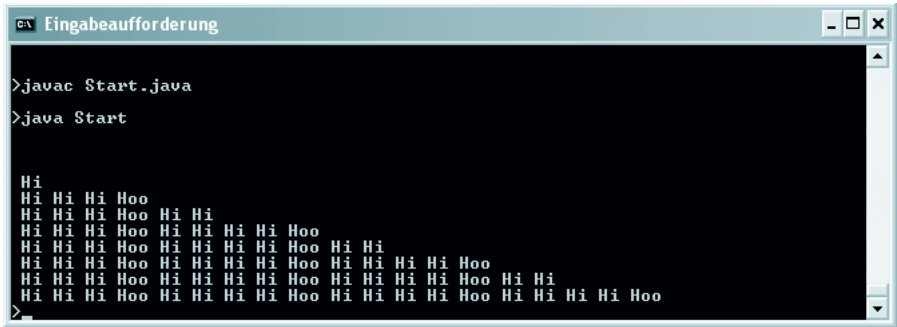 Eingabeaufforderung
>javac Start.java
>java Start
Hi
Hi Hi Hi Hoo
Hi Hi Hi Hoo Hi Hi
Hi Hi Hi Hoo Hi Hi Hi Hi Hoo
Hi Hi Hi Hoo Hi Hi Hi Hi Hoo Hi Hi
Hi Hi Hi Hoo Hi Hi Hi Hi Hoo Hi Hi Hi Hi Hoo
Hi Hi Hi Hoo Hi Hi Hi Hi Hoo Hi Hi Hi Hi Hoo Hi Hi
Hi Hi Hi Hoo Hi Hi Hi Hi Hoo Hi Hi Hi Hi Hoo Hi Hi Hi Hi Hoo
>_